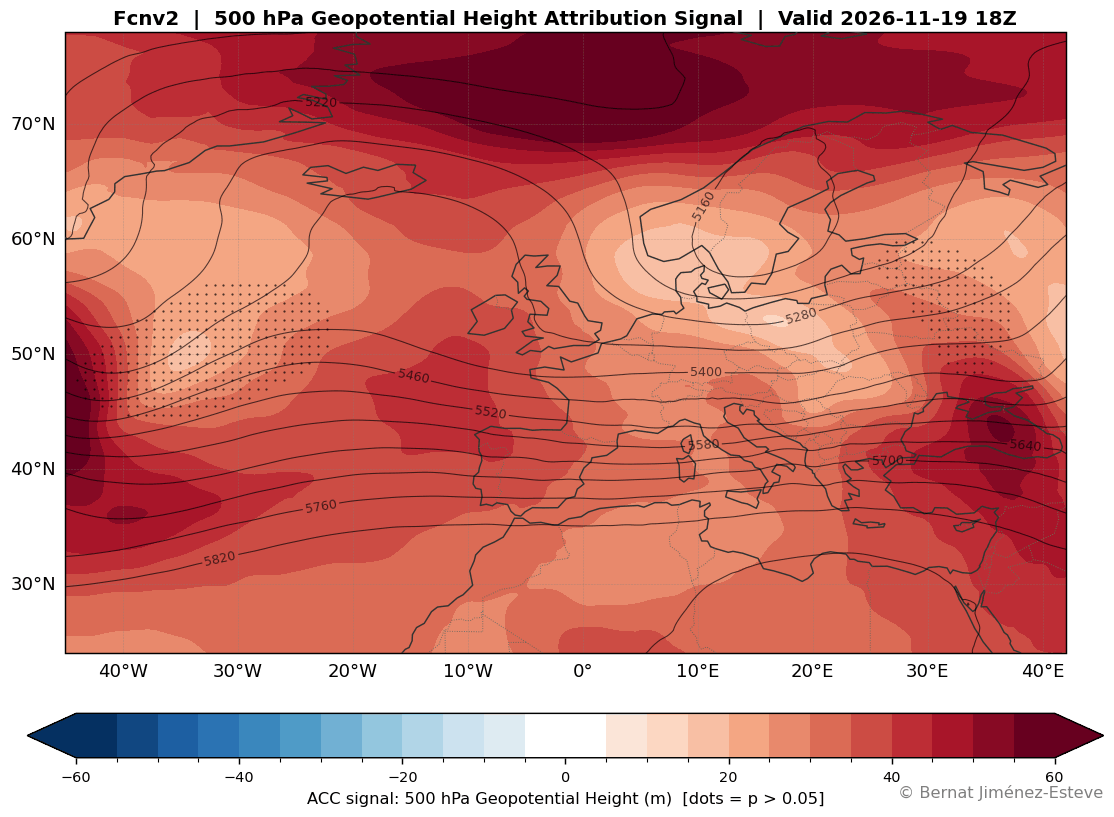 Fcnv2 | 500 hPa Geopotential Height Attribution Signal | Valid 2026-11-19 18Z
70°N
60°N
50°N
40°N
30°N
5220
5160
5280
5400
5460
5520
5580
5640
5700
5760
5820
40°W 30°W 20°W 10°W 0° 10°E 20°E 30°E 40°E
−60 −40 −20 0 20 40 60
ACC signal: 500 hPa Geopotential Height (m) [dots = p > 0.05]
© Bernat Jiménez-Esteve